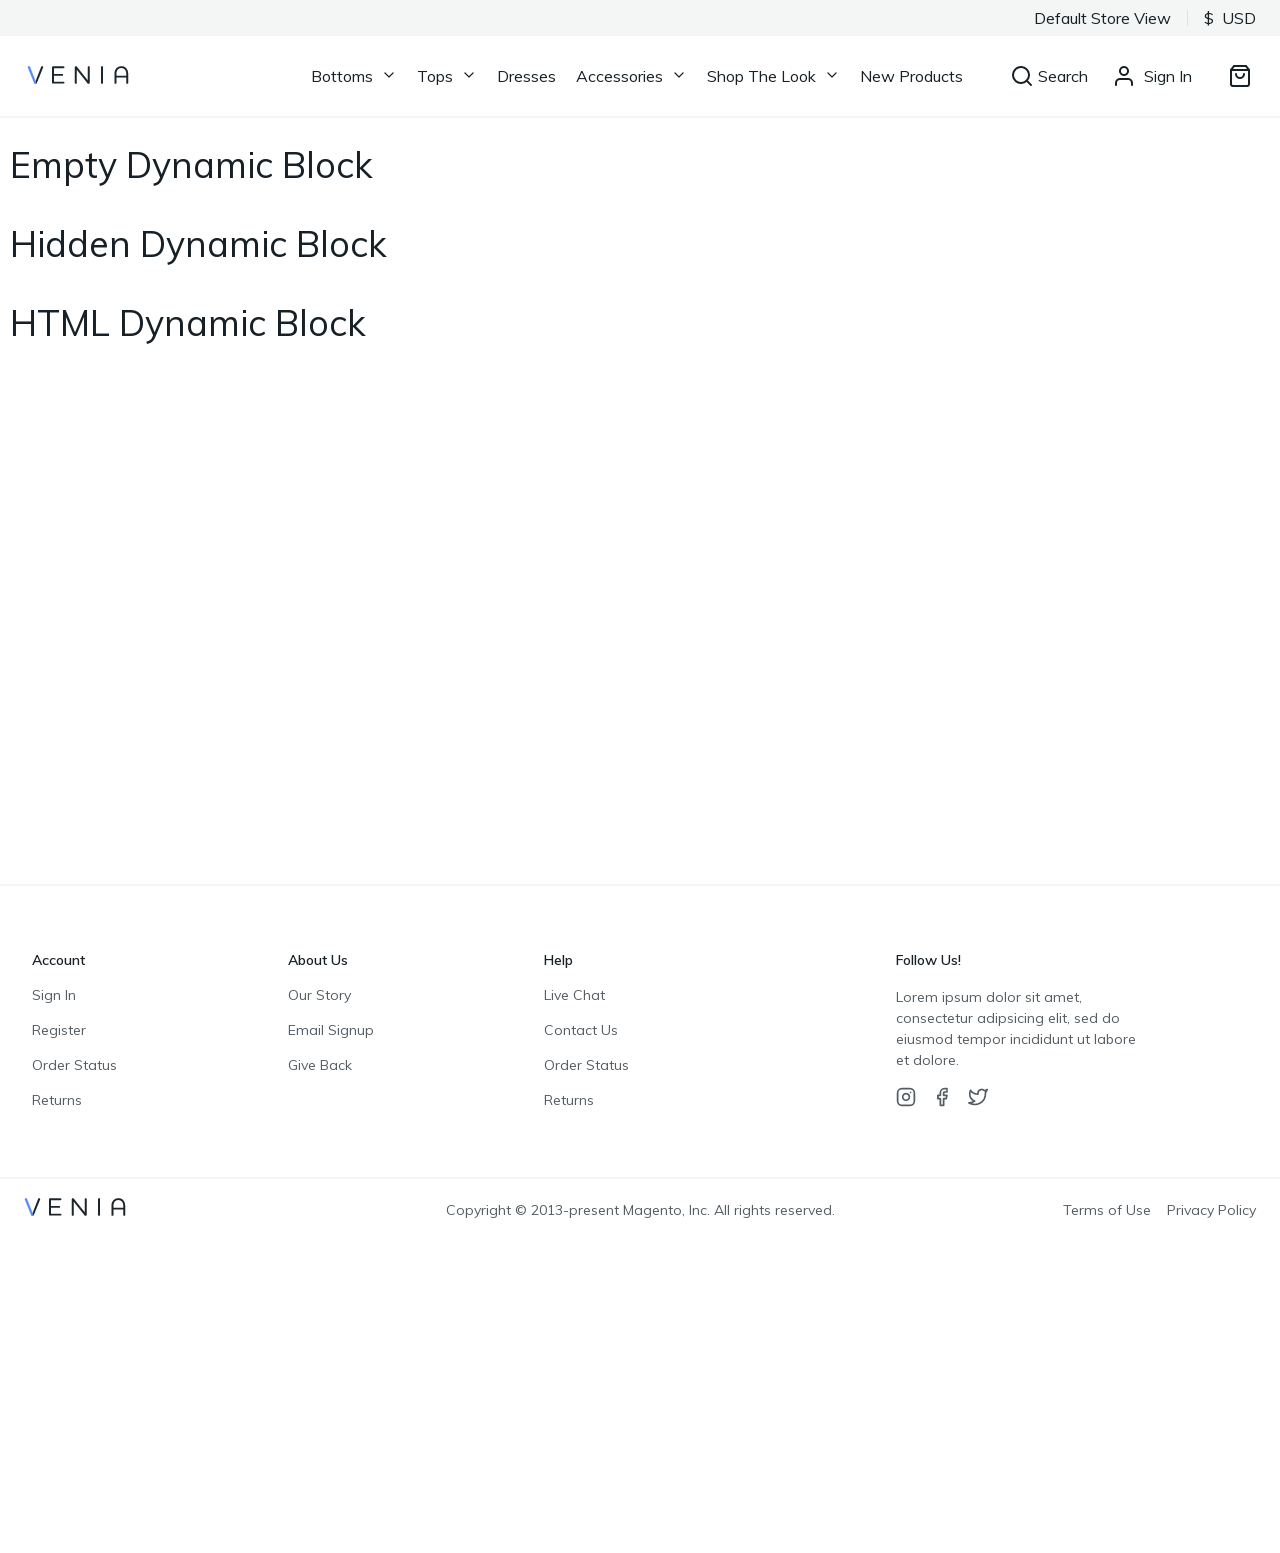 Default Store View $ USD
VENIA Bottoms Tops Dresses Accessories Shop The Look New Products Search Sign In
Empty Dynamic Block
Hidden Dynamic Block
HTML Dynamic Block
Account
Sign In
Register
Order Status
Returns
About Us
Our Story
Email Signup
Give Back
Help
Live Chat
Contact Us
Order Status
Returns
Follow Us!
Lorem ipsum dolor sit amet,
consectetur adipsicing elit, sed do
eiusmod tempor incididunt ut labore
et dolore.
VENIA Copyright © 2013-present Magento, Inc. All rights reserved. Terms of Use Privacy Policy